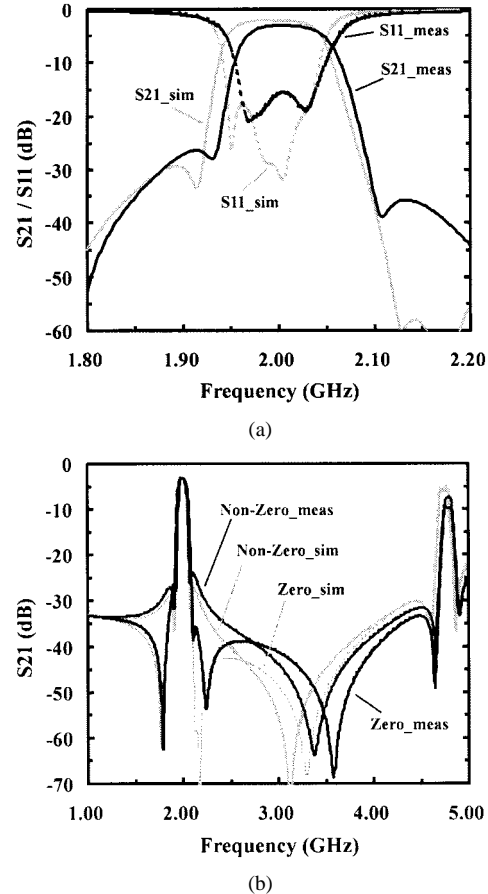 0
-10
-20
-30
-40
-50
-60
S21 / S11 (dB)
S11_meas
S21_meas
S21_sim
S11_sim
1.80
1.90
2.00
2.10
2.20
Frequency (GHz)
(a)
0
-10
-20
-30
-40
-50
-60
-70
S21 (dB)
Non-Zero_meas
Non-Zero_sim
Zero_sim
Zero_meas
1.00
2.00
3.00
4.00
5.00
Frequency (GHz)
(b)